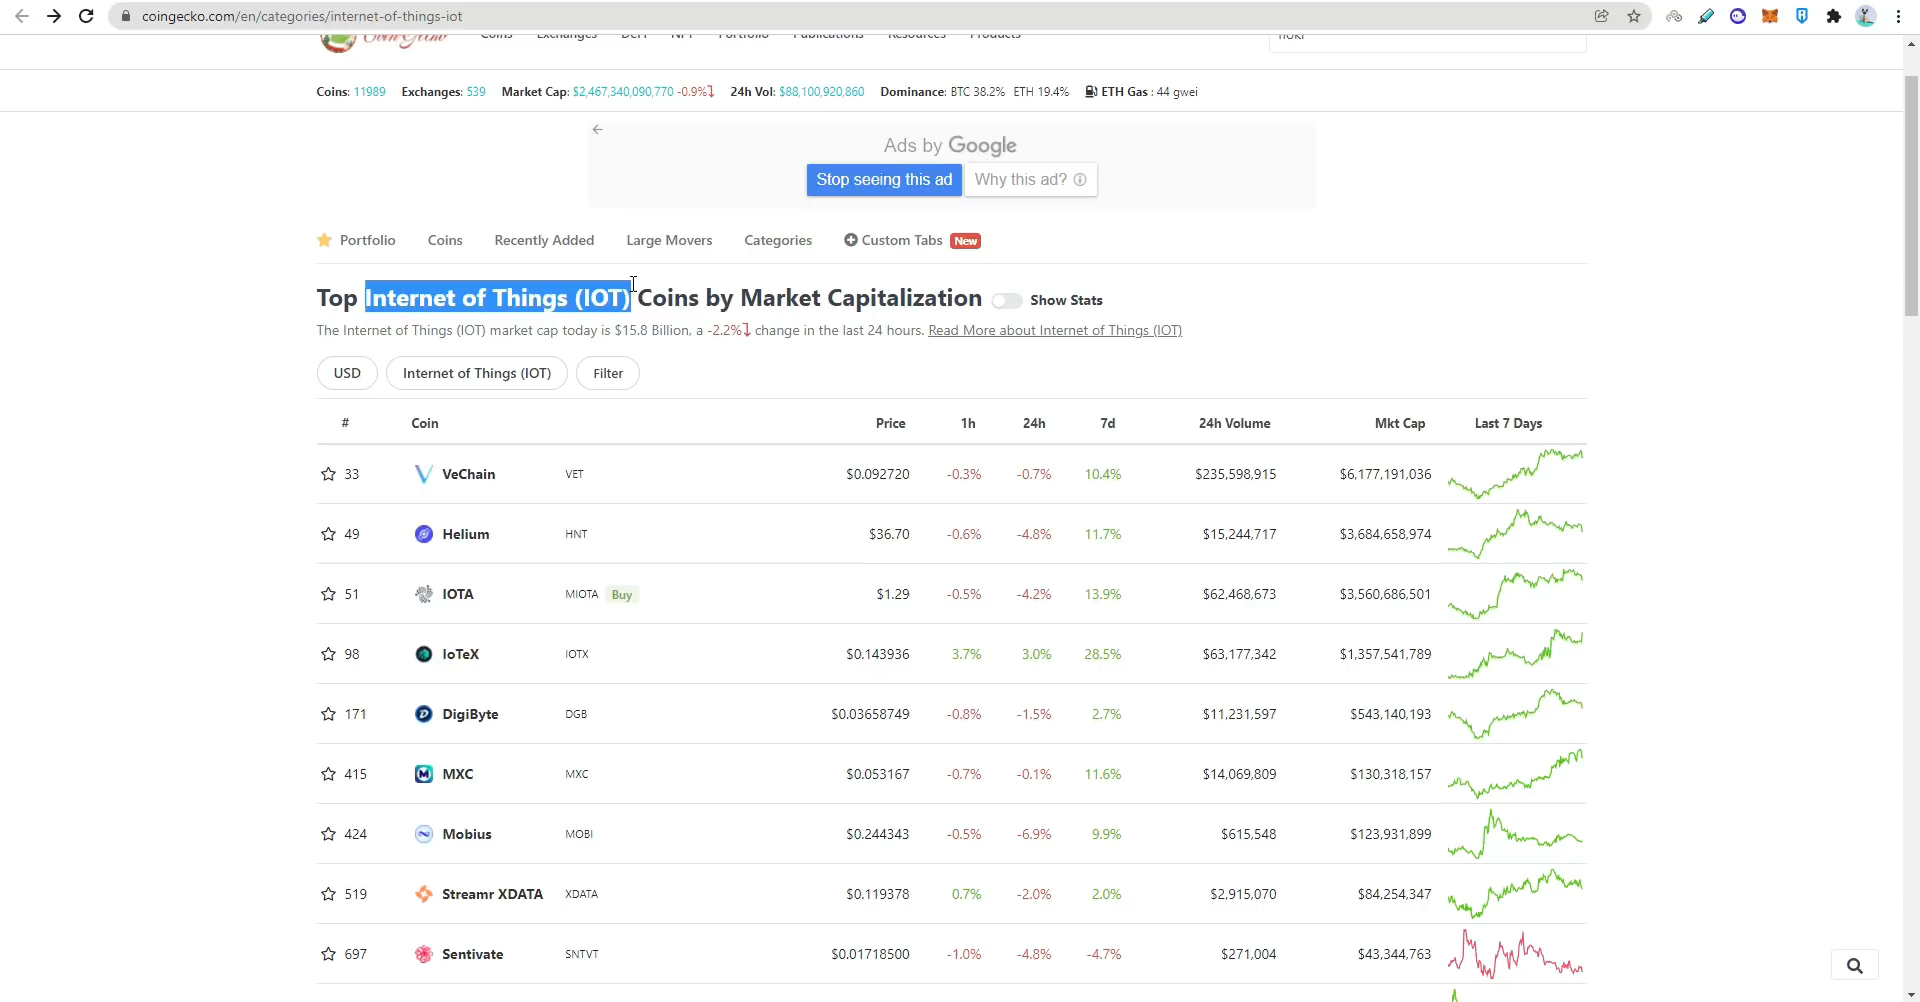 coingecko.com/en/categories/internet-of-things-iot
Coins: 11989 Exchanges: 539 Market Cap: $2,467,340,090,770 -0.9% 24h Vol: $88,100,920,860 Dominance: BTC 38.2% ETH 19.4% ETH Gas : 44 gwei
Ads by Google
Stop seeing this ad Why this ad?
Portfolio Coins Recently Added Large Movers Categories Custom Tabs New
Top Internet of Things (IOT) Coins by Market Capitalization Show Stats
The Internet of Things (IOT) market cap today is $15.8 Billion, a -2.2% change in the last 24 hours. Read More about Internet of Things (IOT)
USD Internet of Things (IOT) Filter
# Coin Price 1h 24h 7d 24h Volume Mkt Cap Last 7 Days
33 VeChain VET $0.092720 -0.3% -0.7% 10.4% $235,598,915 $6,177,191,036
49 Helium HNT $36.70 -0.6% -4.8% 11.7% $15,244,717 $3,684,658,974
51 IOTA MIOTA Buy $1.29 -0.5% -4.2% 13.9% $62,468,673 $3,560,686,501
98 IoTeX IOTX $0.143936 3.7% 3.0% 28.5% $63,177,342 $1,357,541,789
171 DigiByte DGB $0.03658749 -0.8% -1.5% 2.7% $11,231,597 $543,140,193
415 MXC MXC $0.053167 -0.7% -0.1% 11.6% $14,069,809 $130,318,157
424 Mobius MOBI $0.244343 -0.5% -6.9% 9.9% $615,548 $123,931,899
519 Streamr XDATA XDATA $0.119378 0.7% -2.0% 2.0% $2,915,070 $84,254,347
697 Sentivate SNTVT $0.01718500 -1.0% -4.8% -4.7% $271,004 $43,344,763